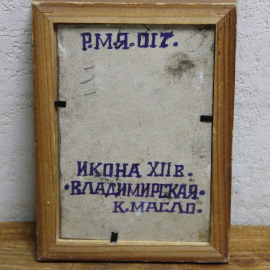 Р.М.Я. 017.
ИКОНА XII В.
·ВЛАДИМИРСКАЯ·
К. МАСЛО.